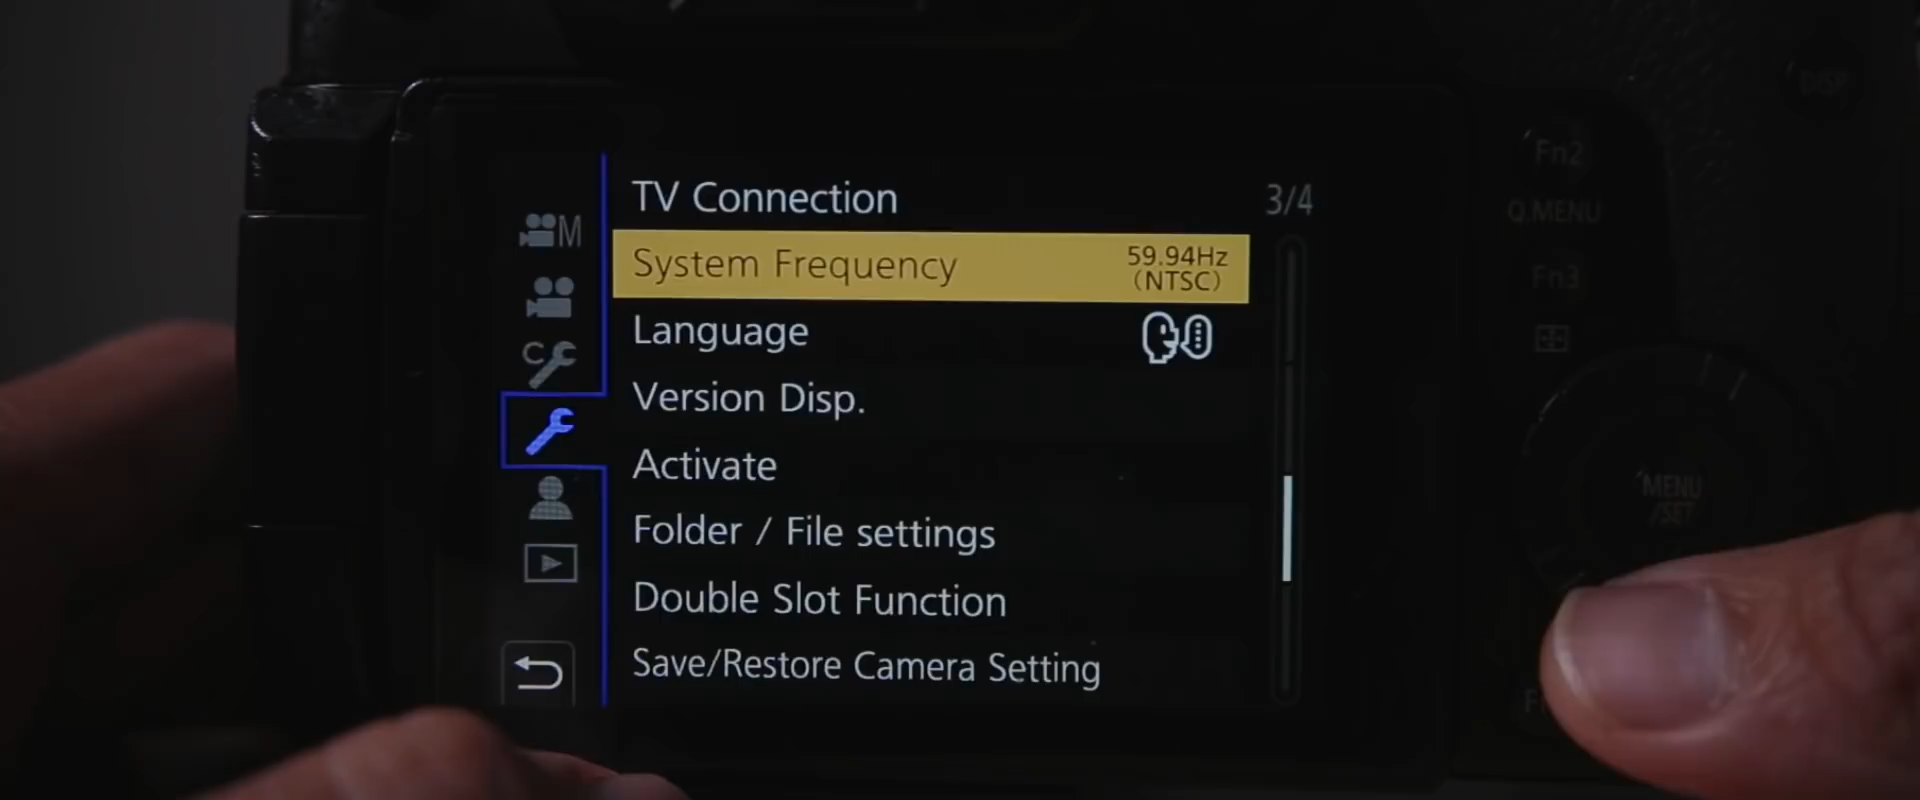 TV Connection 3/4
System Frequency 59.94Hz
(NTSC)
Language
Version Disp.
Activate
Folder / File settings
Double Slot Function
Save/Restore Camera Setting
M
C
DISP.
Fn2
Q.MENU
Fn3
MENU
/SET